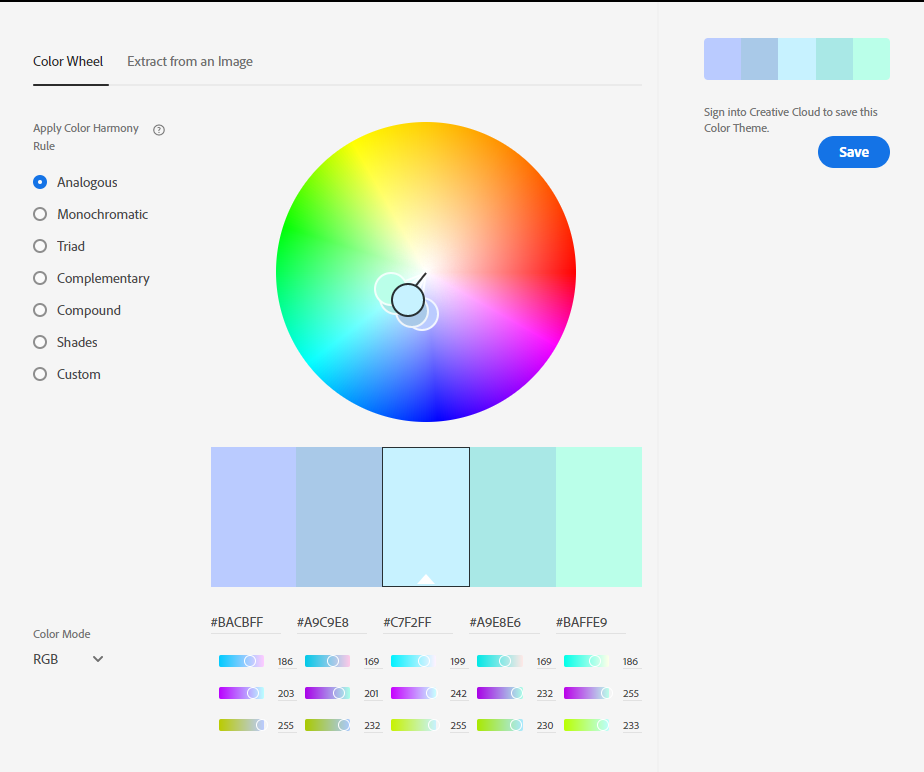 Color Wheel Extract from an Image
Sign into Creative Cloud to save this
Color Theme.
Save
Apply Color Harmony ?
Rule
Analogous
Monochromatic
Triad
Complementary
Compound
Shades
Custom
#BACBFF #A9C9E8 #C7F2FF #A9E8E6 #BAFFE9
Color Mode
RGB
186 169 199 169 186
203 201 242 232 255
255 232 255 230 233